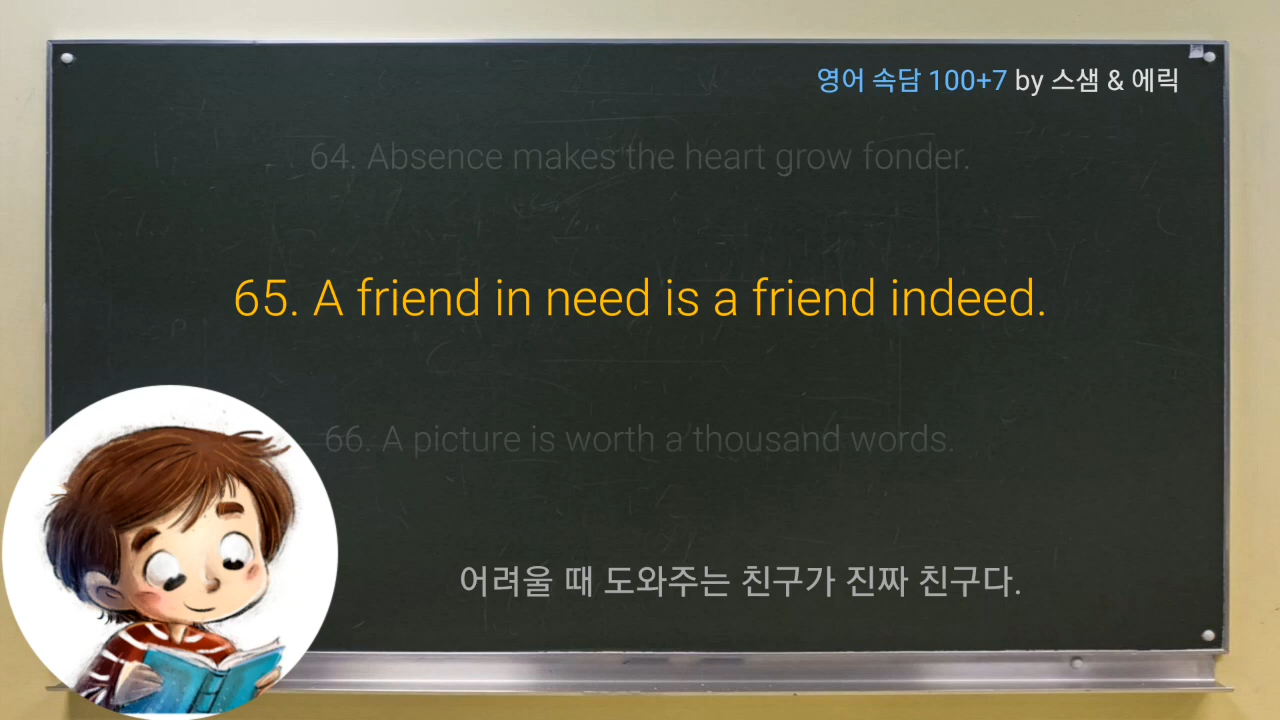 영어 속담 100+7 by 스샘 & 에릭
64. Absence makes the heart grow fonder.
65. A friend in need is a friend indeed.
66. A picture is worth a thousand words.
어려울 때 도와주는 친구가 진짜 친구다.